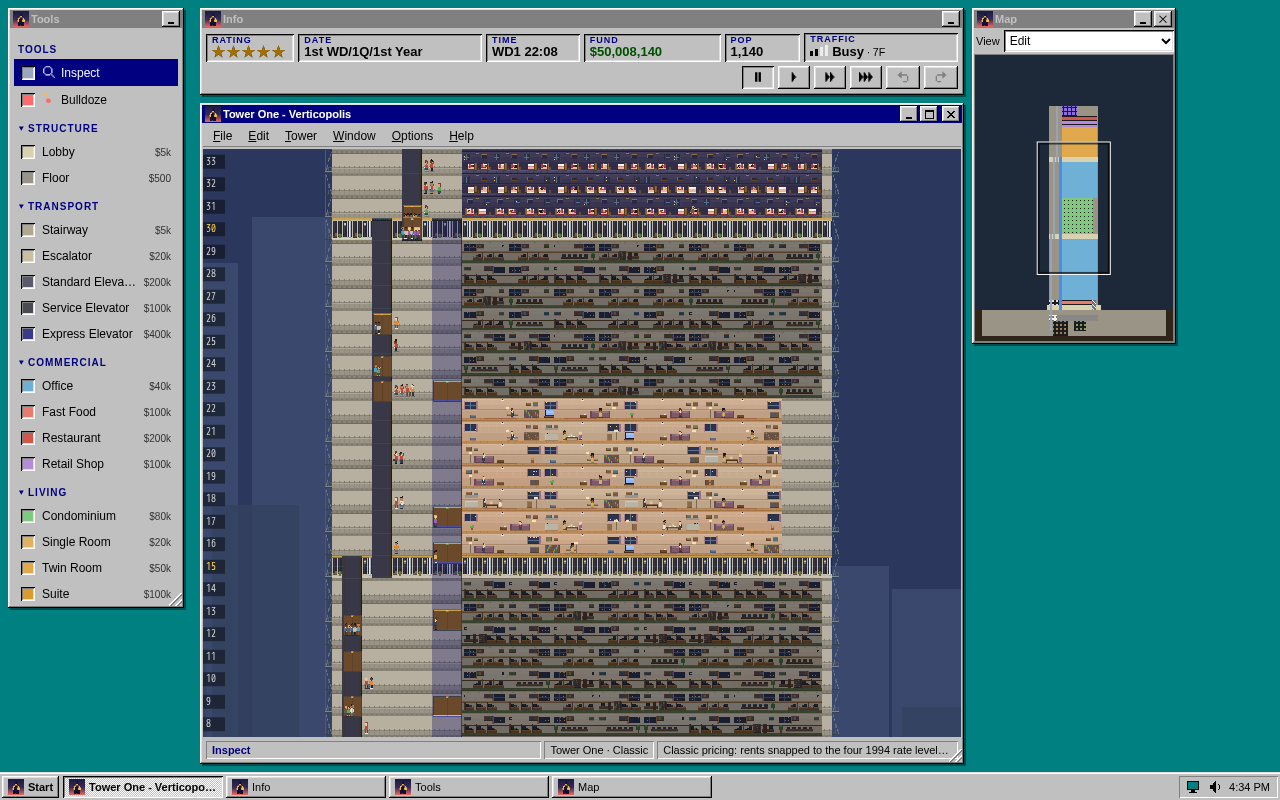 Tools
TOOLS
Inspect
Bulldoze
▼ STRUCTURE
Lobby $5k
Floor $500
▼ TRANSPORT
Stairway $5k
Escalator $20k
Standard Eleva… $200k
Service Elevator $100k
Express Elevator $400k
▼ COMMERCIAL
Office $40k
Fast Food $100k
Restaurant $200k
Retail Shop $100k
▼ LIVING
Condominium $80k
Single Room $20k
Twin Room $50k
Suite $100k
Info
RATING
★★★★★
DATE
1st WD/1Q/1st Year
TIME
WD1 22:08
FUND
$50,008,140
POP
1,140
TRAFFIC
Busy · 7F
Tower One - Verticopolis
File Edit Tower Window Options Help
33
32
31
30
29
28
27
26
25
24
23
22
21
20
19
18
17
16
15
14
13
12
11
10
9
8
Inspect
Tower One · Classic
Classic pricing: rents snapped to the four 1994 rate level…
Map
View Edit
Start
Tower One - Verticopo…
Info
Tools
Map
4:34 PM